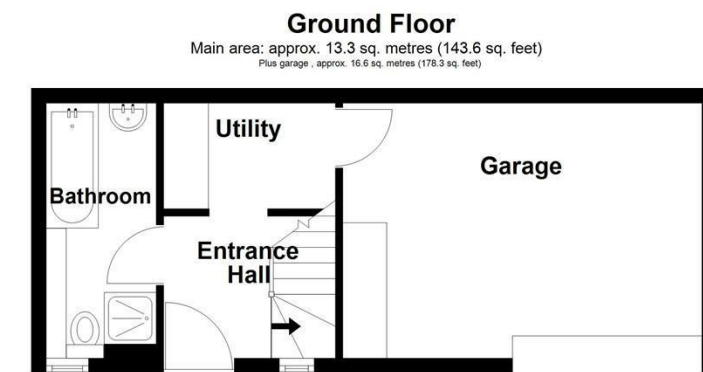 Ground Floor
Main area: approx. 13.3 sq. metres (143.6 sq. feet)
Plus garage , approx. 16.6 sq. metres (178.3 sq. feet)
Utility
Garage
Bathroom
Entrance
Hall